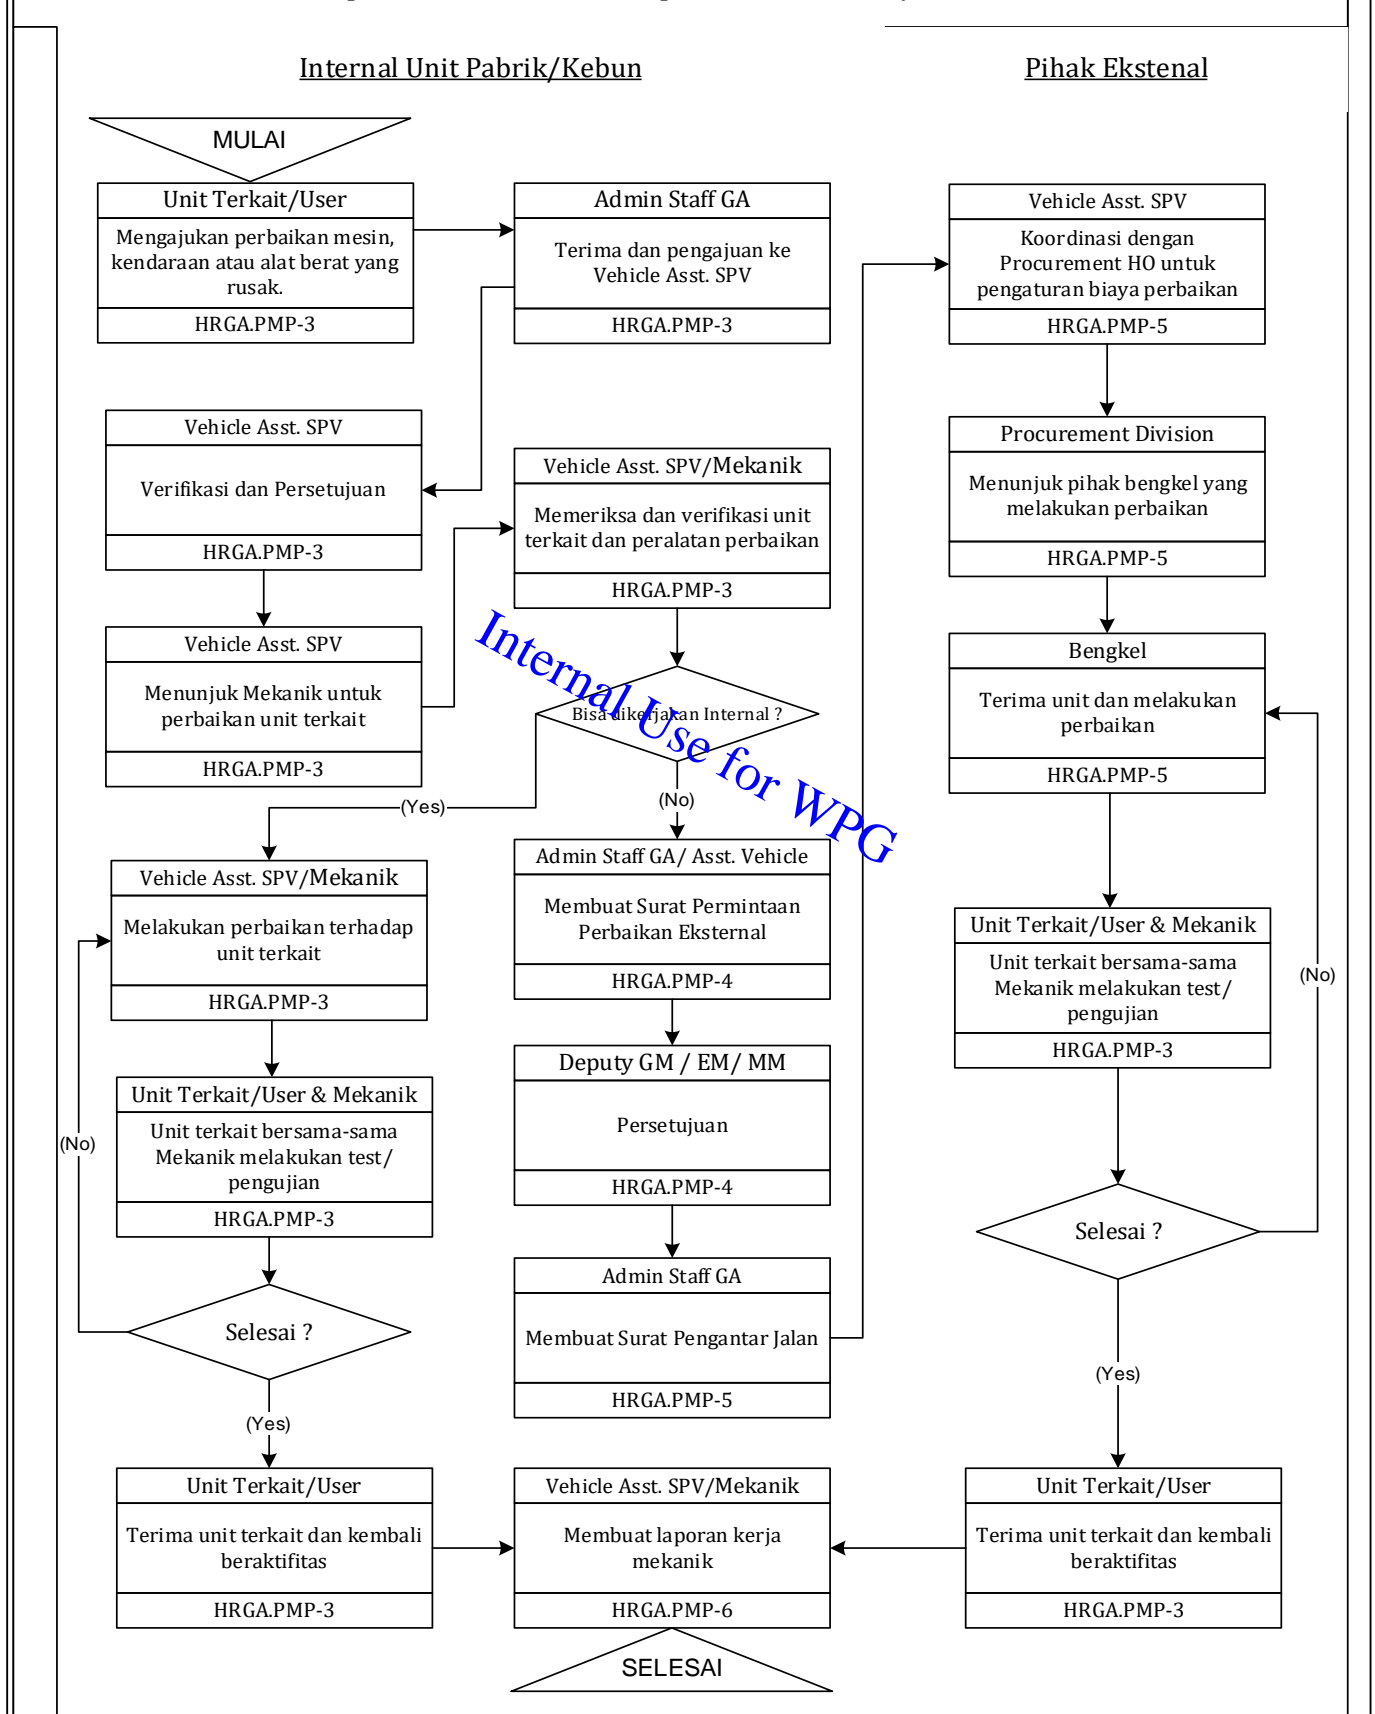 Internal Unit Pabrik/Kebun
Pihak Ekstenal
MULAI
Unit Terkait/User
Mengajukan perbaikan mesin,
kendaraan atau alat berat yang
rusak.
HRGA.PMP-3
Admin Staff GA
Terima dan pengajuan ke
Vehicle Asst. SPV
HRGA.PMP-3
Vehicle Asst. SPV
Verifikasi dan Persetujuan
HRGA.PMP-3
Vehicle Asst. SPV
Menunjuk Mekanik untuk
perbaikan unit terkait
HRGA.PMP-3
Vehicle Asst. SPV/Mekanik
Memeriksa dan verifikasi unit
terkait dan peralatan perbaikan
HRGA.PMP-3
Bisa dikerjakan Internal ?
Internal Use for WPG
(Yes)
(No)
Vehicle Asst. SPV/Mekanik
Melakukan perbaikan terhadap
unit terkait
HRGA.PMP-3
Unit Terkait/User & Mekanik
Unit terkait bersama-sama
Mekanik melakukan test/
pengujian
HRGA.PMP-3
(No)
Selesai ?
(Yes)
Unit Terkait/User
Terima unit terkait dan kembali
beraktifitas
HRGA.PMP-3
Admin Staff GA/ Asst. Vehicle
Membuat Surat Permintaan
Perbaikan Eksternal
HRGA.PMP-4
Deputy GM / EM/ MM
Persetujuan
HRGA.PMP-4
Admin Staff GA
Membuat Surat Pengantar Jalan
HRGA.PMP-5
Vehicle Asst. SPV
Koordinasi dengan
Procurement HO untuk
pengaturan biaya perbaikan
HRGA.PMP-5
Procurement Division
Menunjuk pihak bengkel yang
melakukan perbaikan
HRGA.PMP-5
Bengkel
Terima unit dan melakukan
perbaikan
HRGA.PMP-5
Unit Terkait/User & Mekanik
Unit terkait bersama-sama
Mekanik melakukan test/
pengujian
HRGA.PMP-3
(No)
Selesai ?
(Yes)
Unit Terkait/User
Terima unit terkait dan kembali
beraktifitas
HRGA.PMP-3
Vehicle Asst. SPV/Mekanik
Membuat laporan kerja
mekanik
HRGA.PMP-6
SELESAI